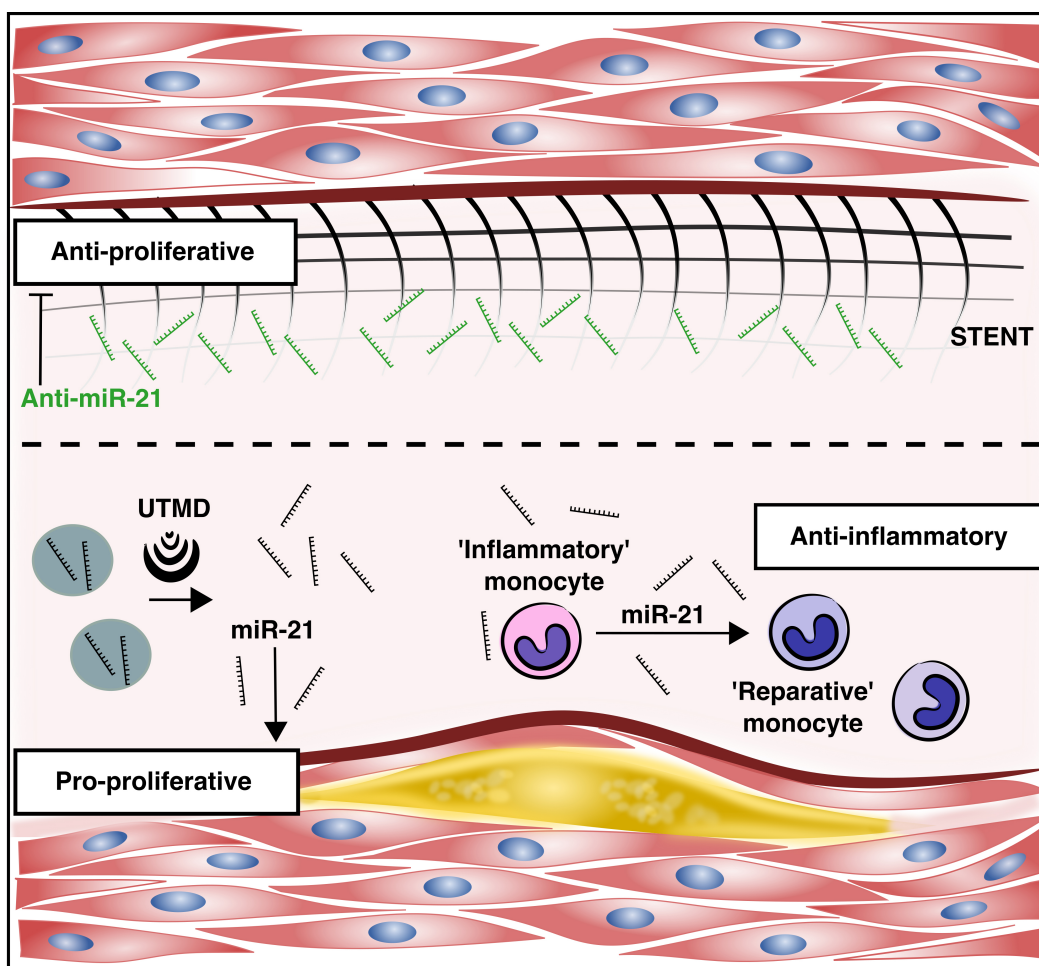 Anti-proliferative
STENT
Anti-miR-21
UTMD
miR-21
'Inflammatory'
monocyte
miR-21
Anti-inflammatory
'Reparative'
monocyte
Pro-proliferative